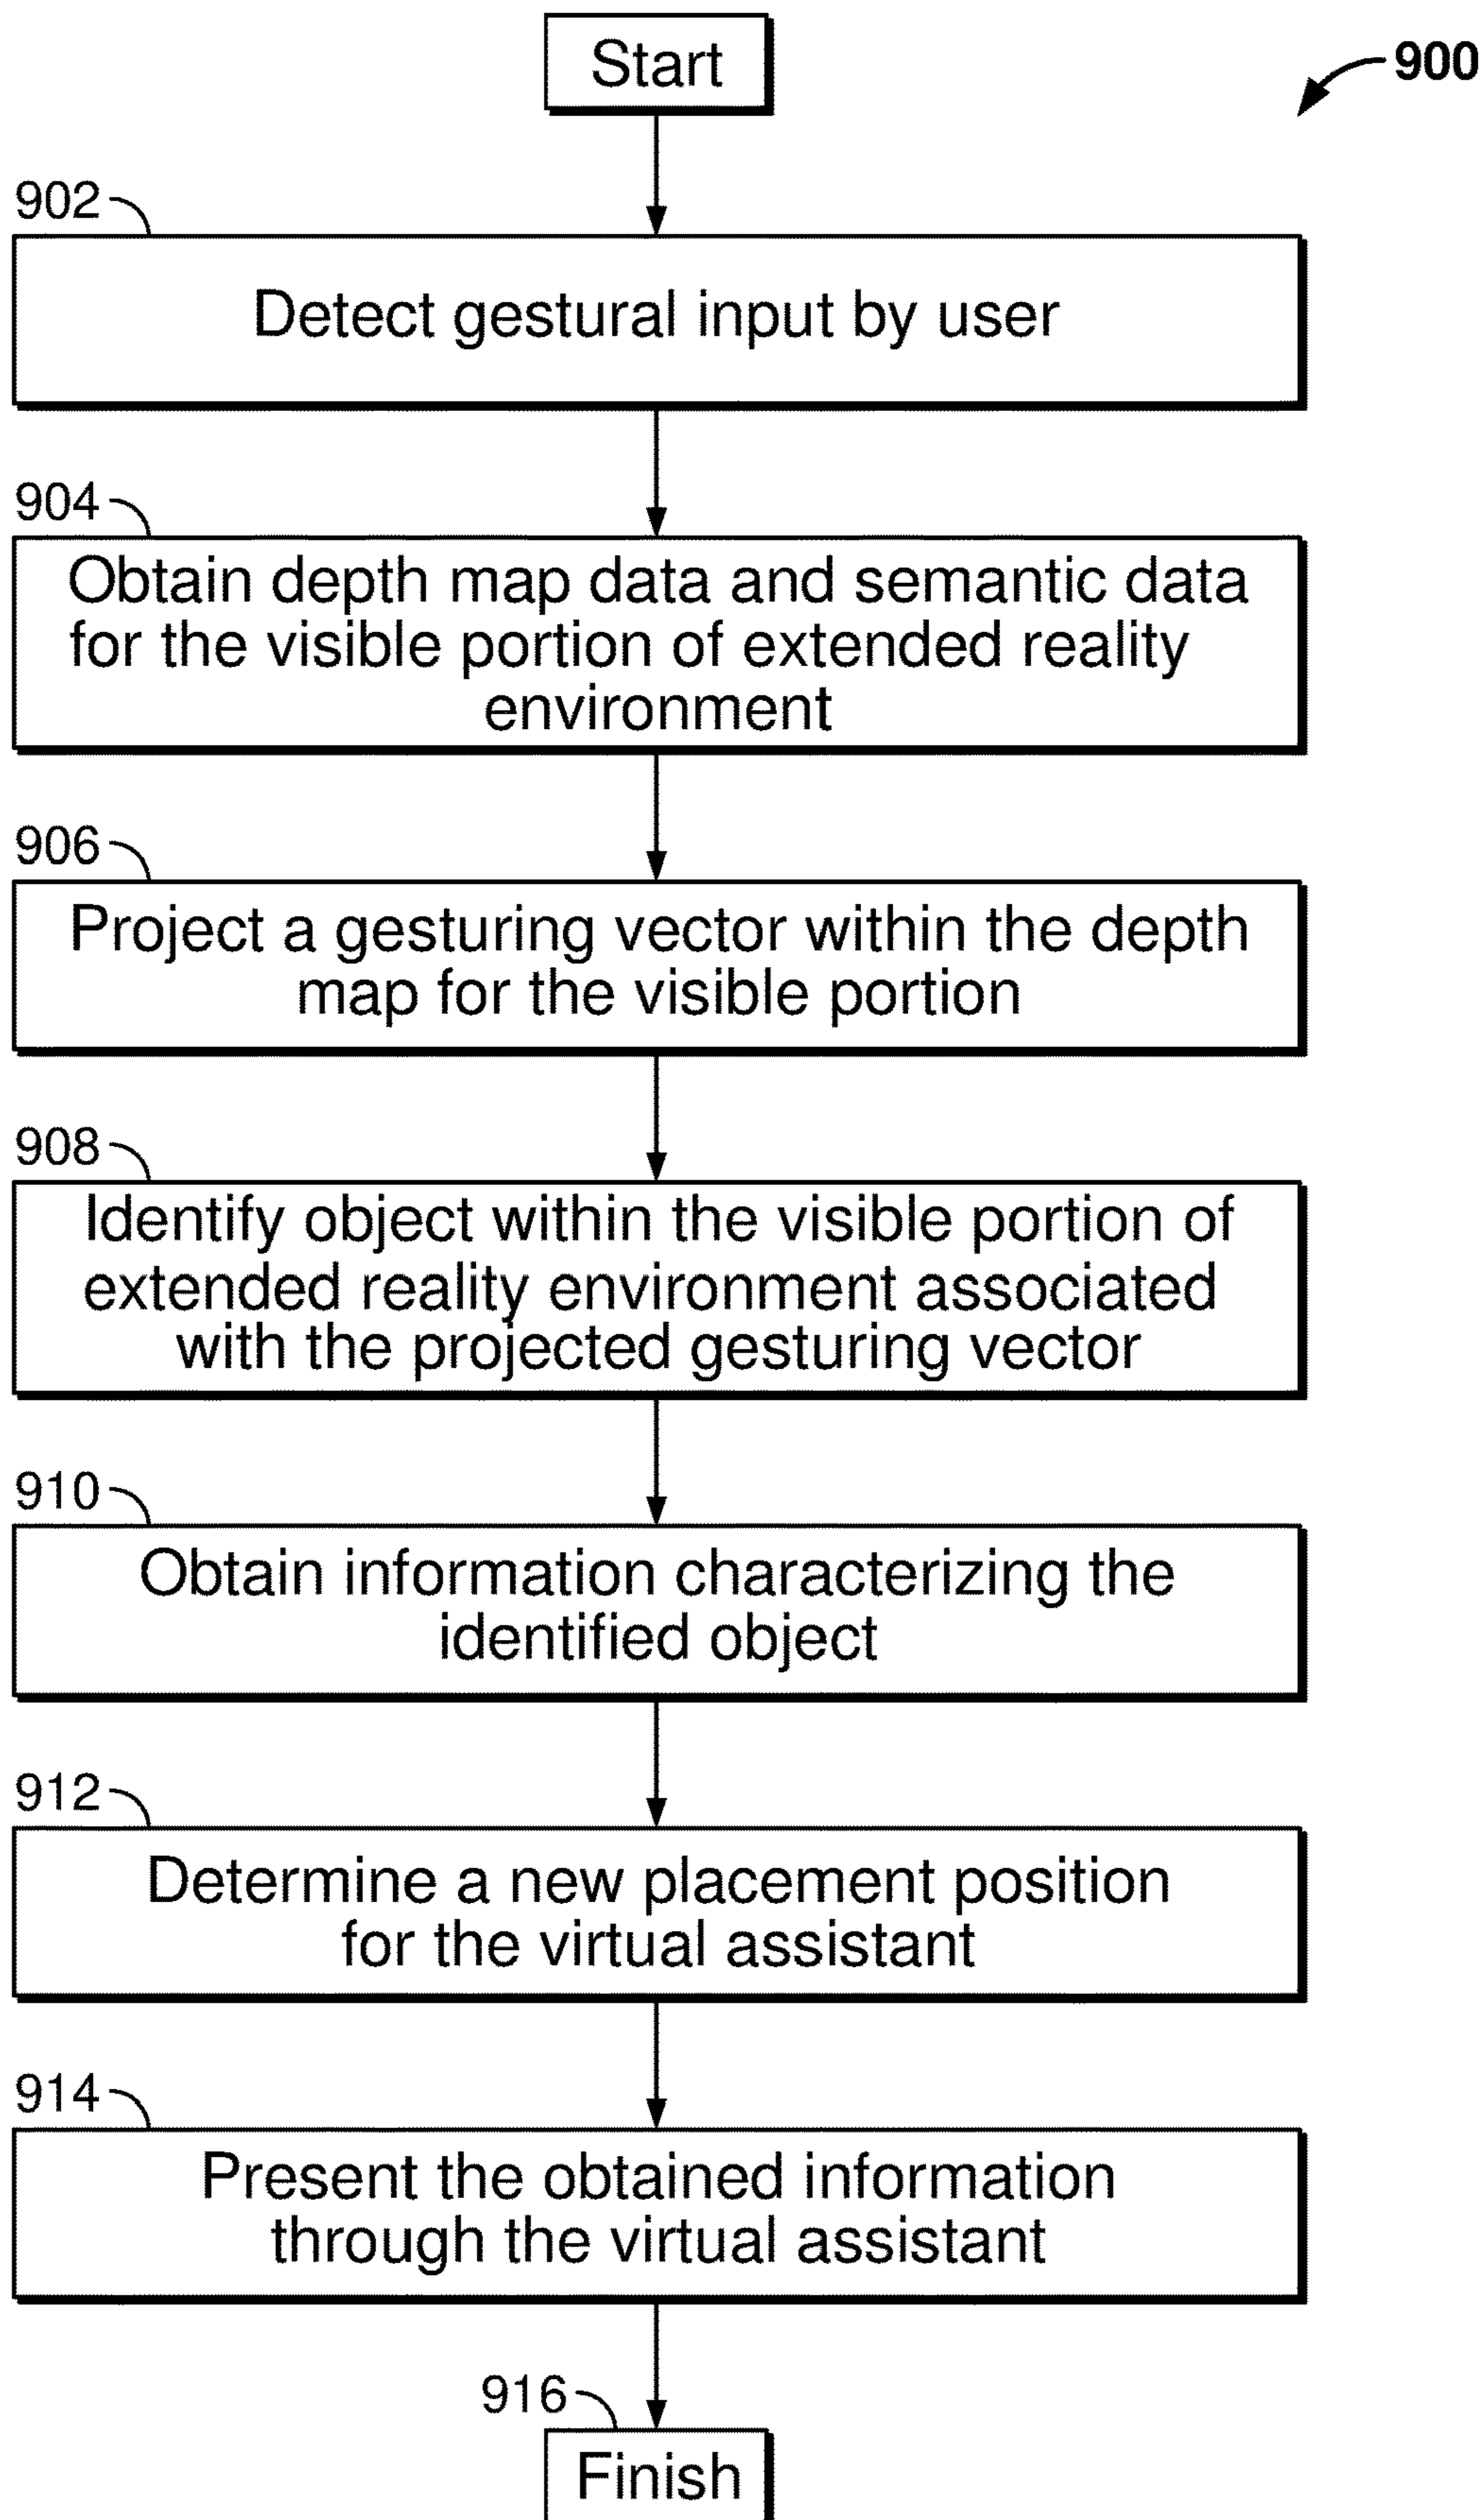 Start
900
902
Detect gestural input by user
904
Obtain depth map data and semantic data
for the visible portion of extended reality
environment
906
Project a gesturing vector within the depth
map for the visible portion
908
Identify object within the visible portion of
extended reality environment associated
with the projected gesturing vector
910
Obtain information characterizing the
identified object
912
Determine a new placement position
for the virtual assistant
914
Present the obtained information
through the virtual assistant
916
Finish